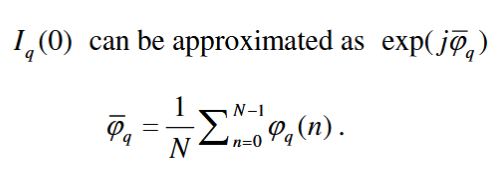 I_q(0) can be approximated as exp(jφ̅_q)
φ̅_q = 1/N ∑_{n=0}^{N−1} φ_q(n).